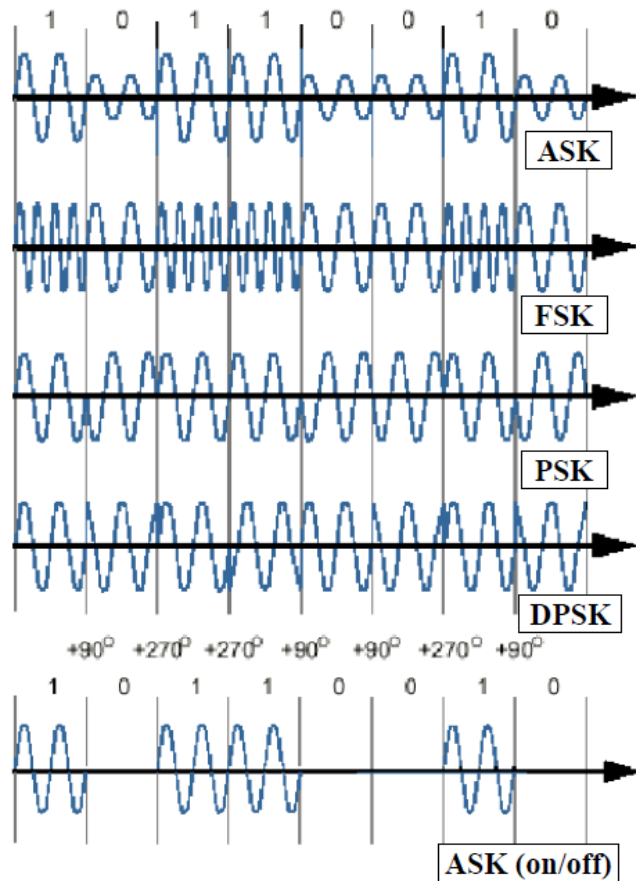 1 0 1 1 0 0 1 0
ASK
FSK
PSK
DPSK
+90° +270° +270° +90° +90° +270° +90°
1 0 1 1 0 0 1 0
ASK (on/off)